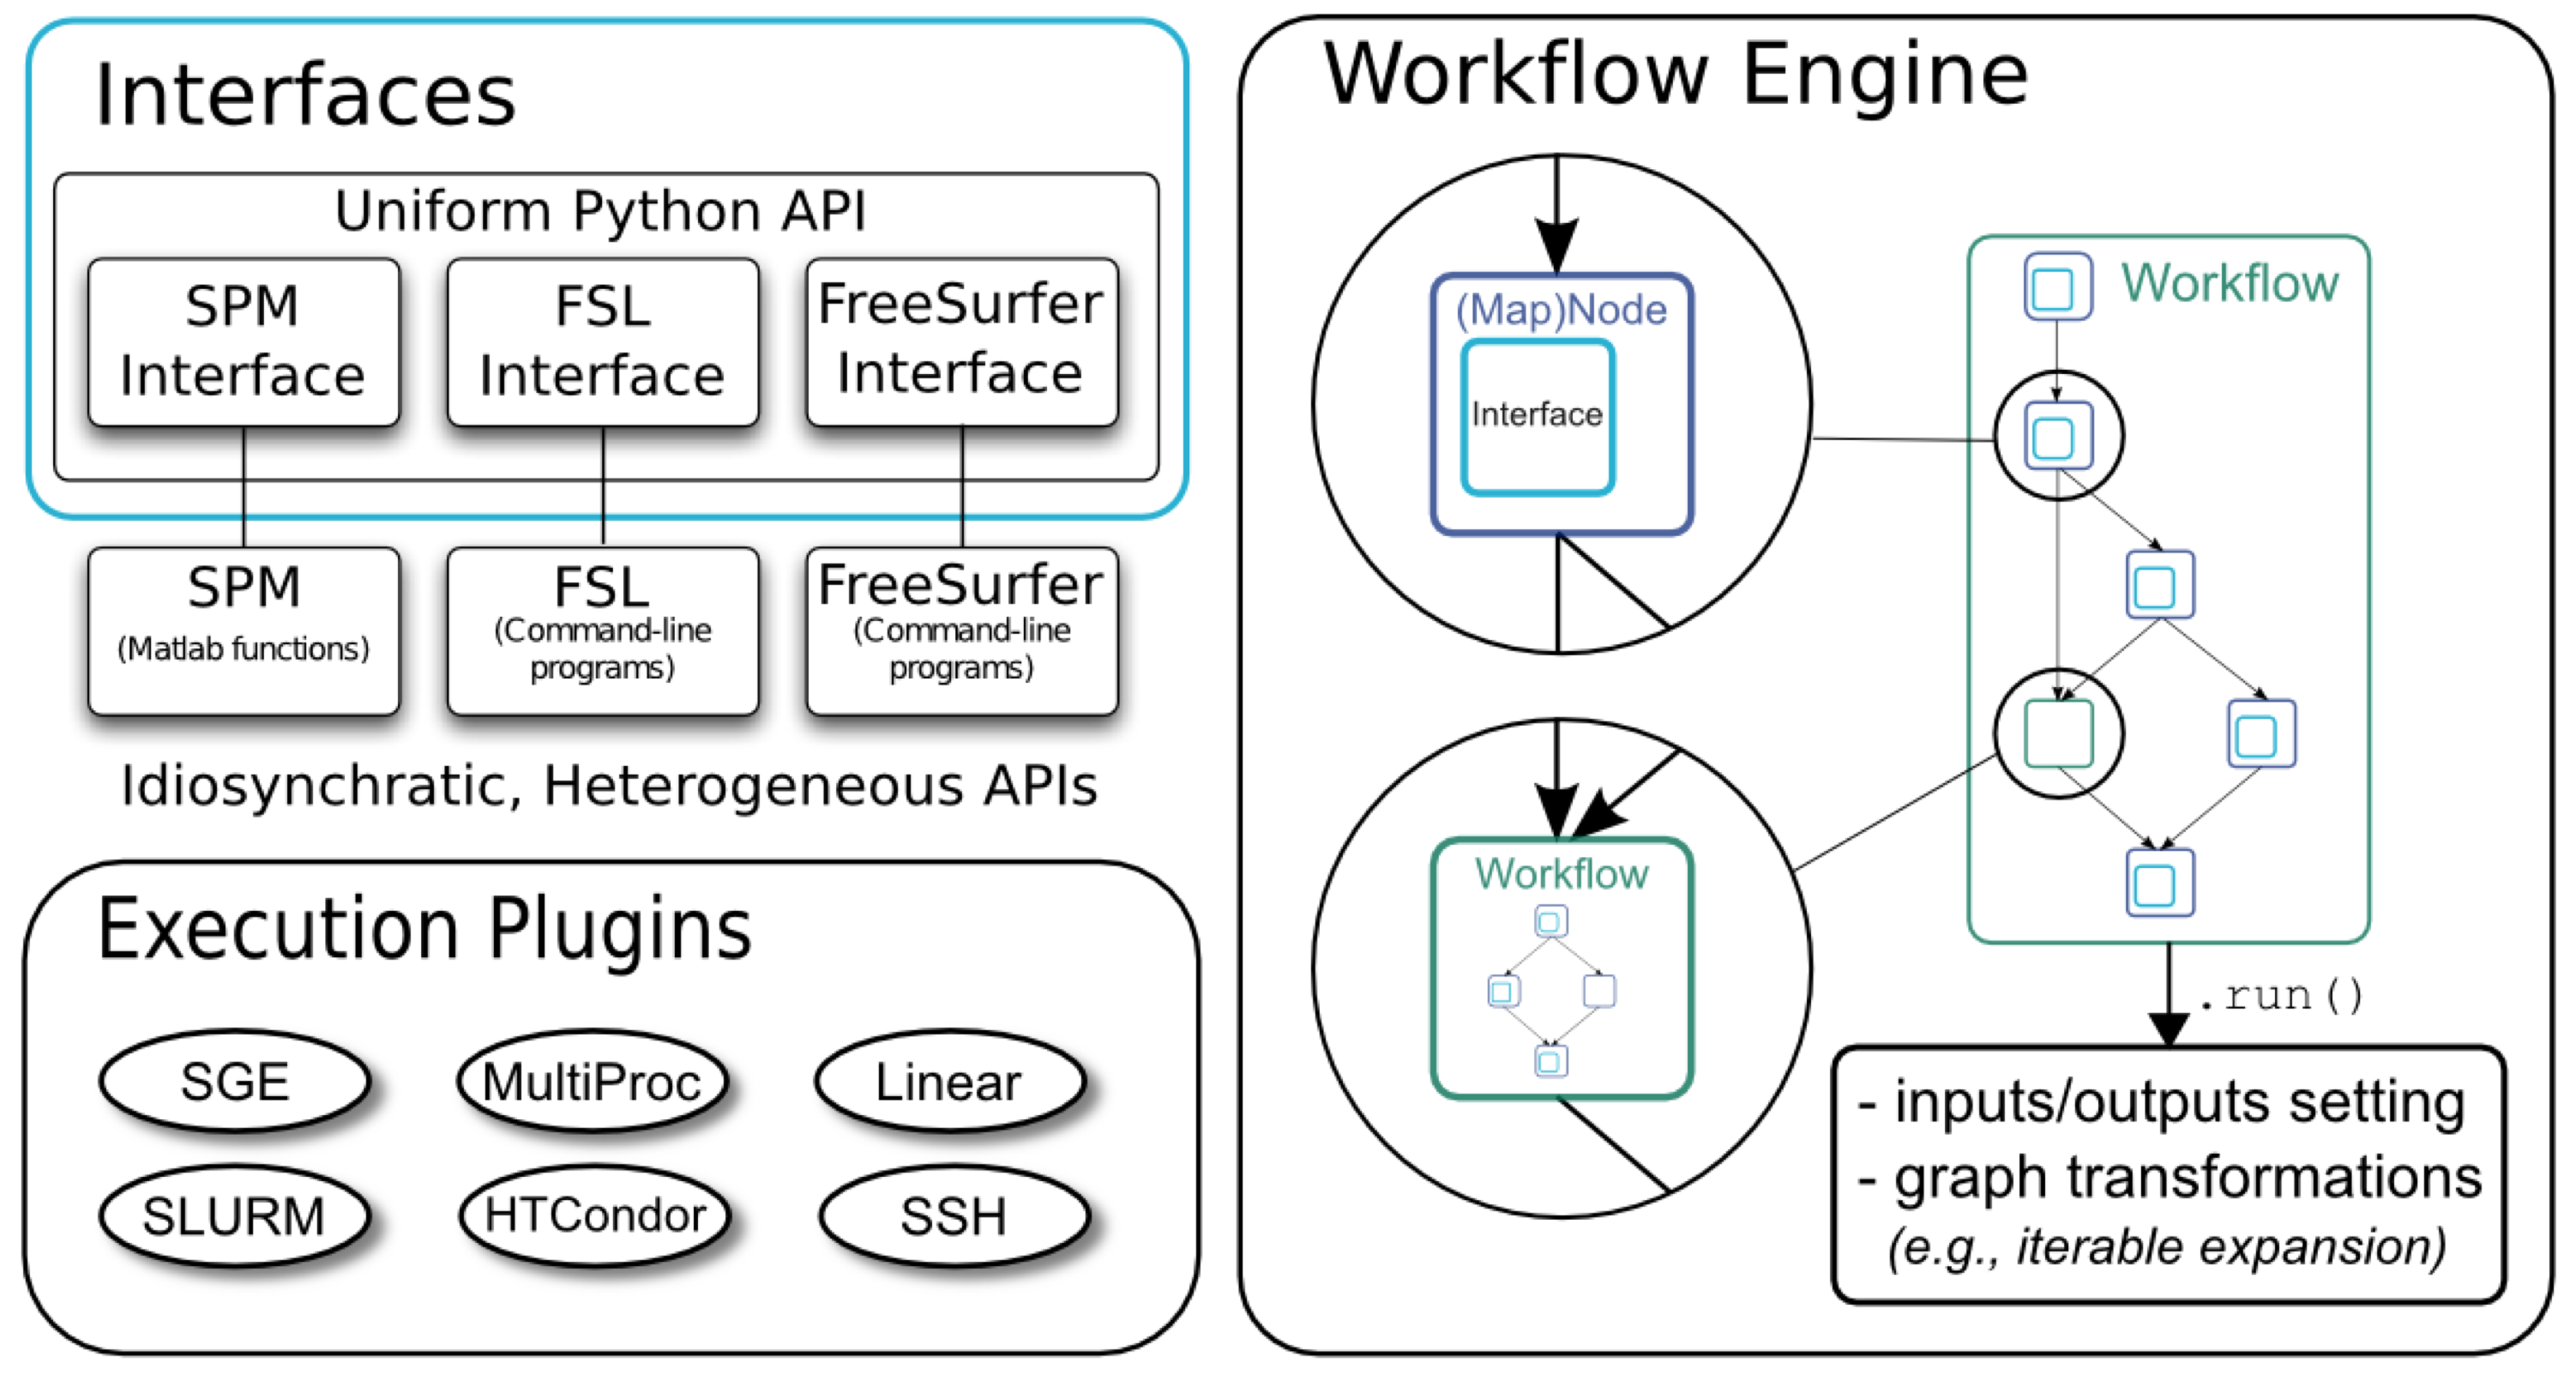 Interfaces
Uniform Python API
SPM
Interface
FSL
Interface
FreeSurfer
Interface
SPM
(Matlab functions)
FSL
(Command-line
programs)
FreeSurfer
(Command-line
programs)
Idiosynchratic, Heterogeneous APIs
Execution Plugins
SGE
MultiProc
Linear
SLURM
HTCondor
SSH
Workflow Engine
(Map)Node
Interface
Workflow
Workflow
.run()
- inputs/outputs setting
- graph transformations
(e.g., iterable expansion)